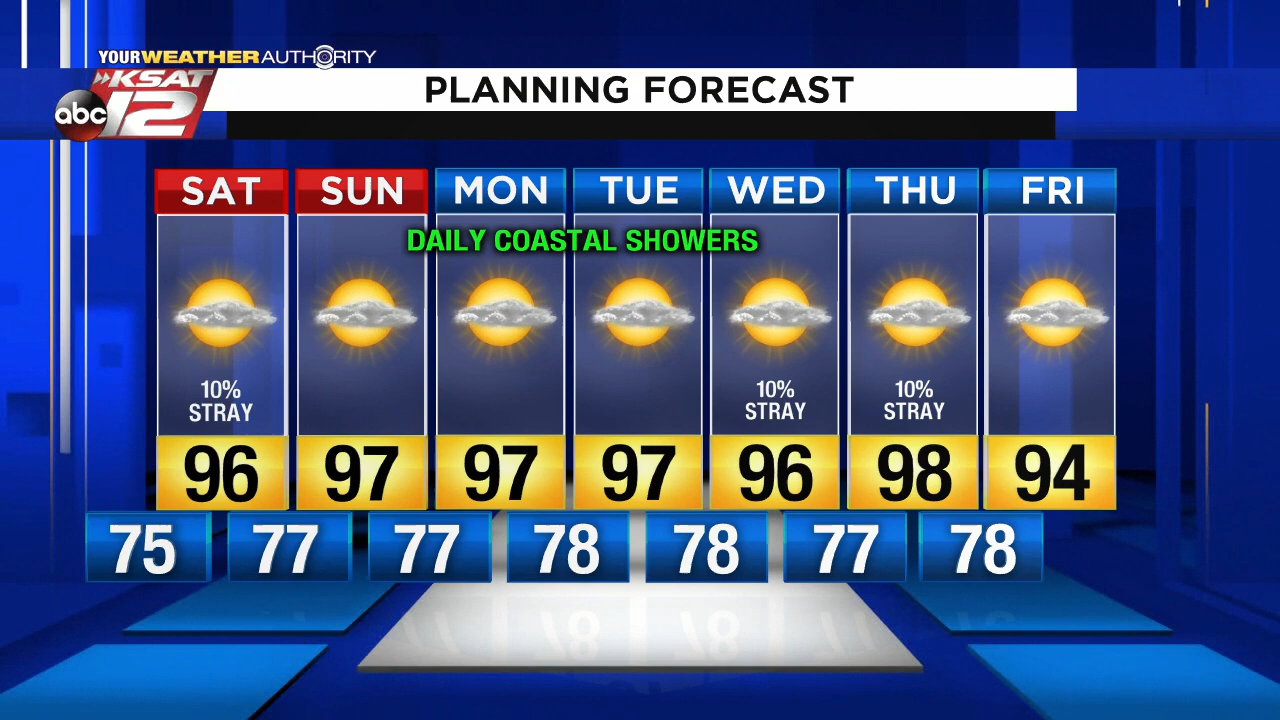 YOURWEATHERAUTHORITY
KSAT
abc 12
PLANNING FORECAST
SAT SUN MON TUE WED THU FRI
DAILY COASTAL SHOWERS
10% 10% 10%
STRAY STRAY STRAY
96 97 97 97 96 98 94
75 77 77 78 78 77 78